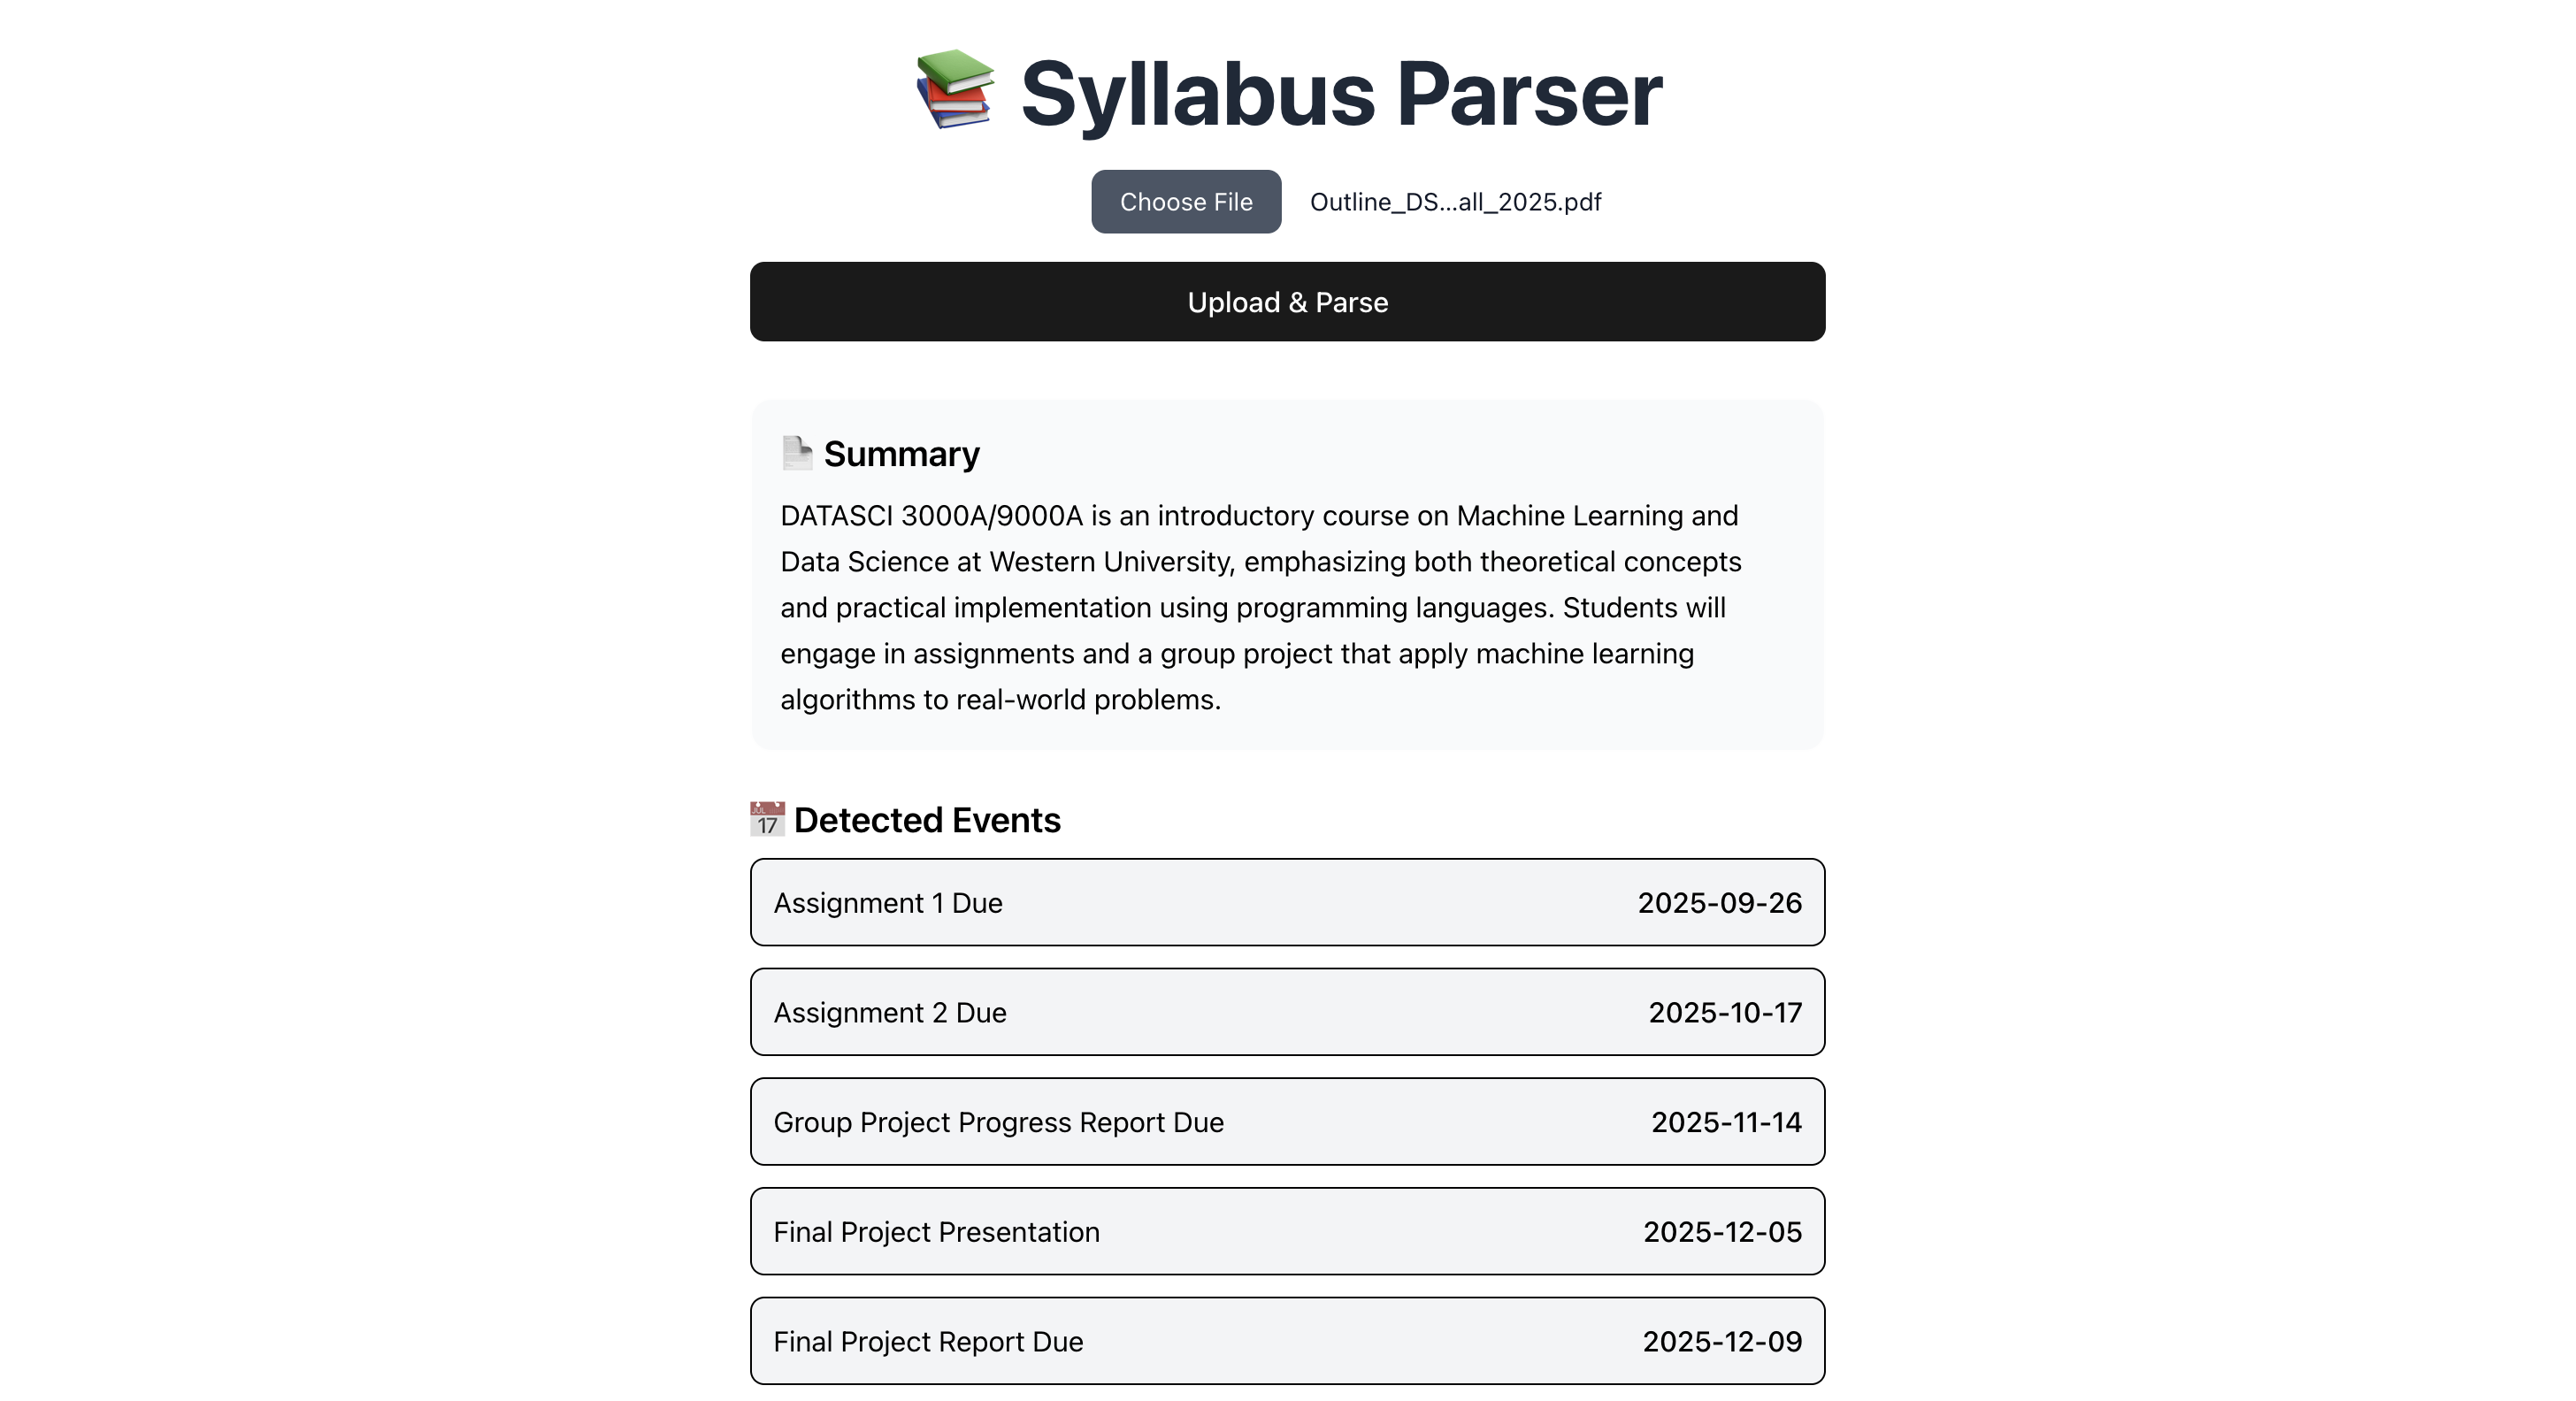 Syllabus Parser
Choose File Outline_DS...all_2025.pdf
Upload & Parse
Summary
DATASCI 3000A/9000A is an introductory course on Machine Learning and
Data Science at Western University, emphasizing both theoretical concepts
and practical implementation using programming languages. Students will
engage in assignments and a group project that apply machine learning
algorithms to real-world problems.
JUL
17
Detected Events
Assignment 1 Due 2025-09-26
Assignment 2 Due 2025-10-17
Group Project Progress Report Due 2025-11-14
Final Project Presentation 2025-12-05
Final Project Report Due 2025-12-09